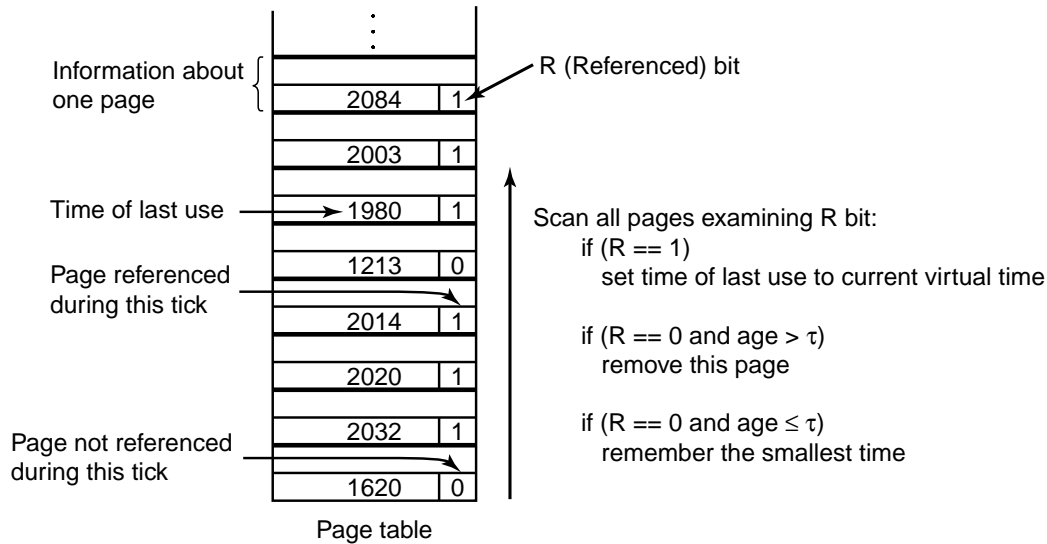 Information about
one page
R (Referenced) bit
2084 1
2003 1
Time of last use
1980 1
1213 0
Page referenced
during this tick
2014 1
2020 1
2032 1
Page not referenced
during this tick
1620 0
Page table
Scan all pages examining R bit:
if (R == 1)
set time of last use to current virtual time
if (R == 0 and age > τ)
remove this page
if (R == 0 and age ≤ τ)
remember the smallest time